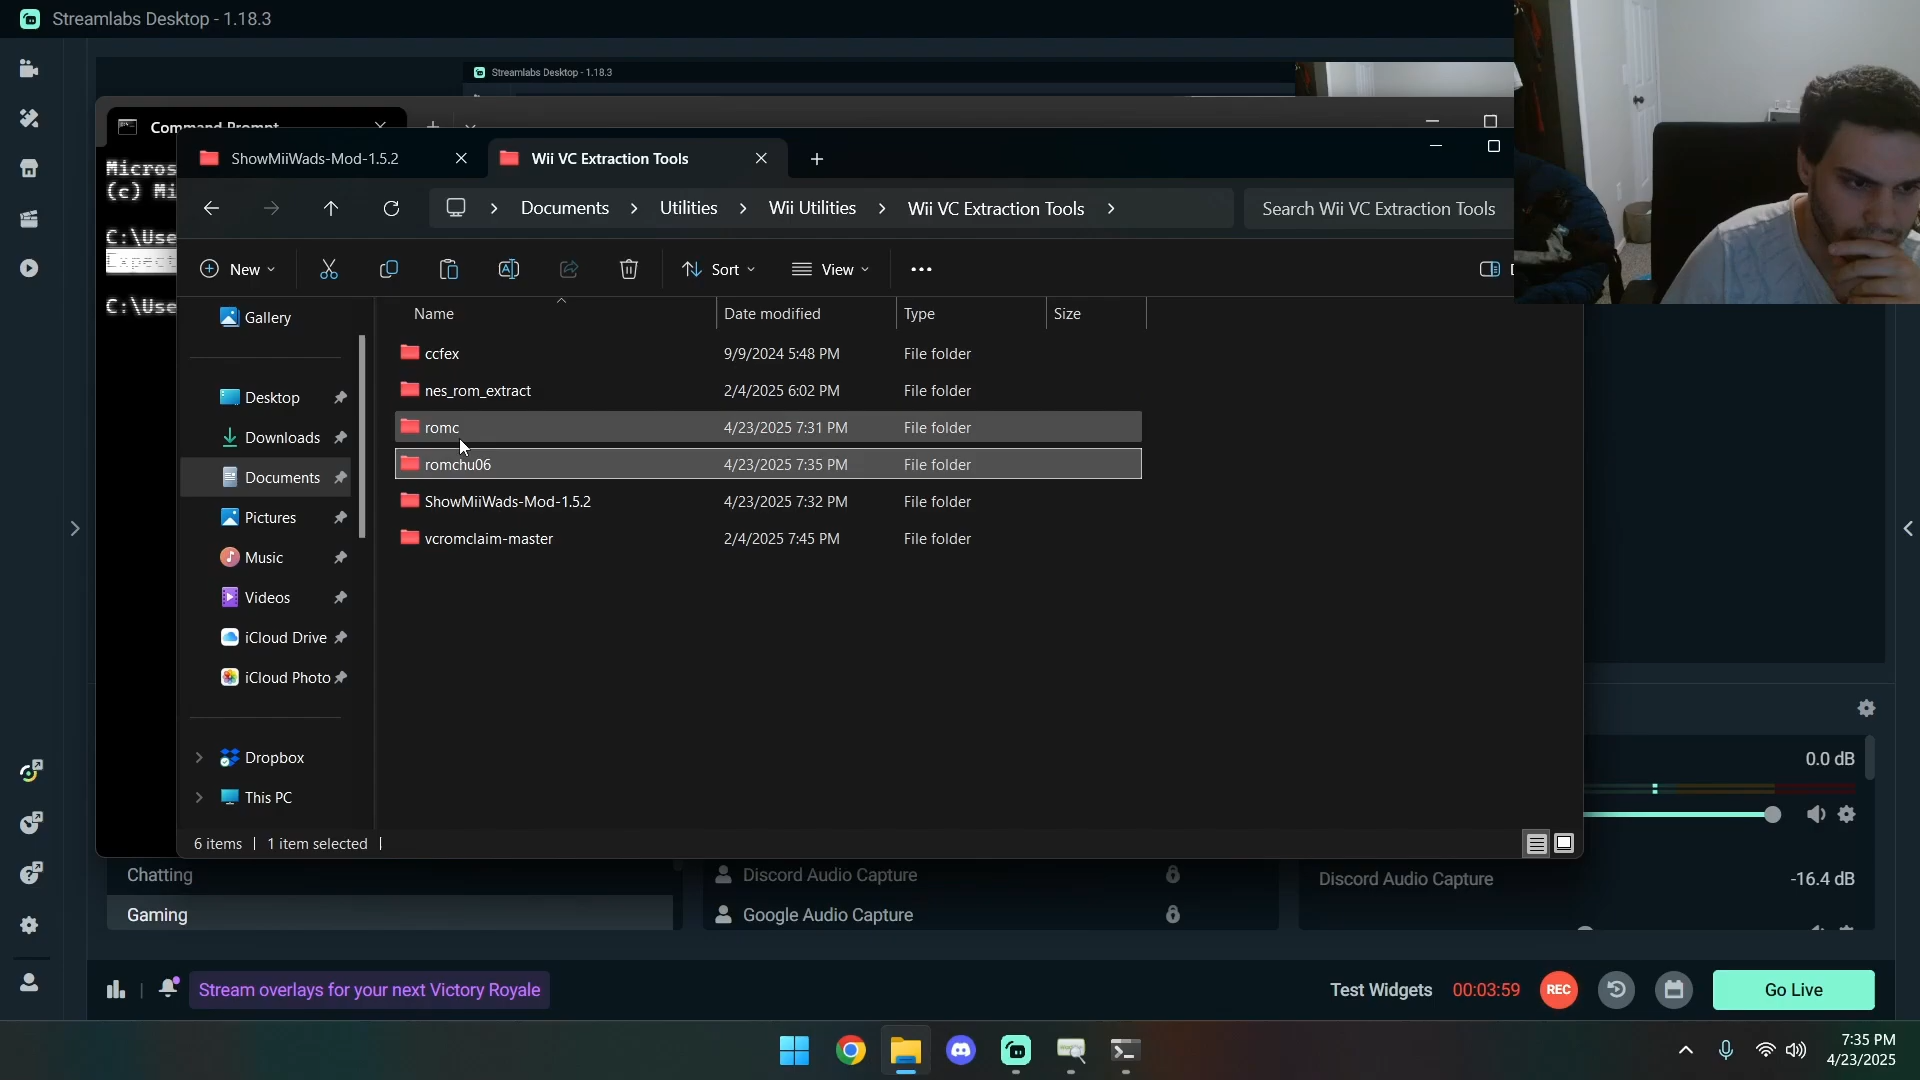 Streamlabs Desktop - 1.18.3
Streamlabs Desktop - 1.18.3
Command Prompt
Micros
(c) Mi
C:\Use
C:\Use
ShowMiiWads-Mod-1.5.2
Wii VC Extraction Tools
Documents
Utilities
Wii Utilities
Wii VC Extraction Tools
Search Wii VC Extraction Tools
New
Sort
View
Gallery
Desktop
Downloads
Documents
Pictures
Music
Videos
iCloud Drive
iCloud Photo
Dropbox
This PC
Name Date modified Type Size
ccfex 9/9/2024 5:48 PM File folder
nes_rom_extract 2/4/2025 6:02 PM File folder
romc 4/23/2025 7:31 PM File folder
romchu06 4/23/2025 7:35 PM File folder
ShowMiiWads-Mod-1.5.2 4/23/2025 7:32 PM File folder
vcromclaim-master 2/4/2025 7:45 PM File folder
6 items
1 item selected
0.0 dB
Chatting
Gaming
Discord Audio Capture
Google Audio Capture
Discord Audio Capture
-16.4 dB
Stream overlays for your next Victory Royale
Test Widgets
00:03:59
REC
Go Live
7:35 PM
4/23/2025